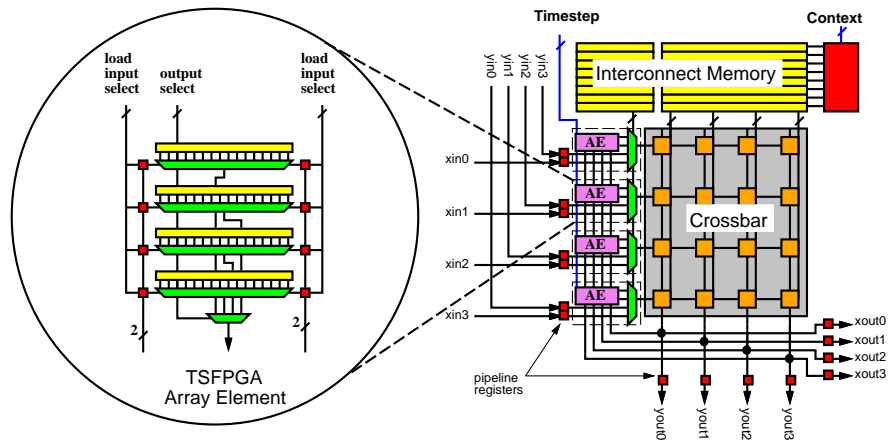 load
input
select
output
select
load
input
select
2
2
TSFPGA
Array Element
Timestep
Context
yin0
yin1
yin2
yin3
Interconnect Memory
AE
xin0
AE
xin1
Crossbar
AE
xin2
AE
xin3
xout0
xout1
xout2
xout3
pipeline
registers
yout0
yout1
yout2
yout3